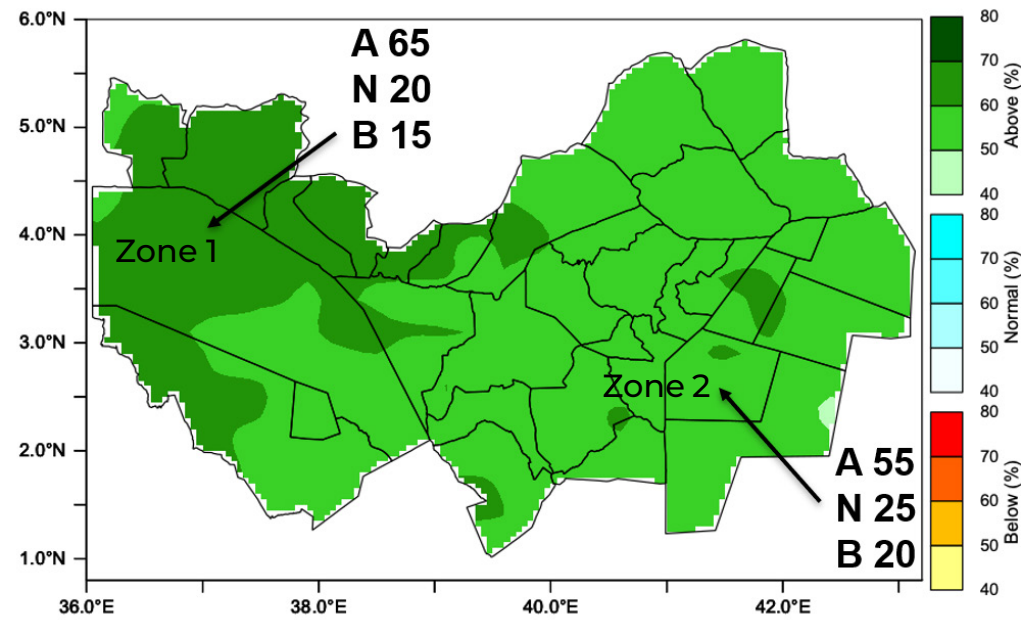 6.0°N
5.0°N
4.0°N
3.0°N
2.0°N
1.0°N
36.0°E
38.0°E
40.0°E
42.0°E
A 65
N 20
B 15
Zone 1
Zone 2
A 55
N 25
B 20
80
70
60
50
40
Above (%)
80
70
60
50
40
Normal (%)
80
70
60
50
40
Below (%)